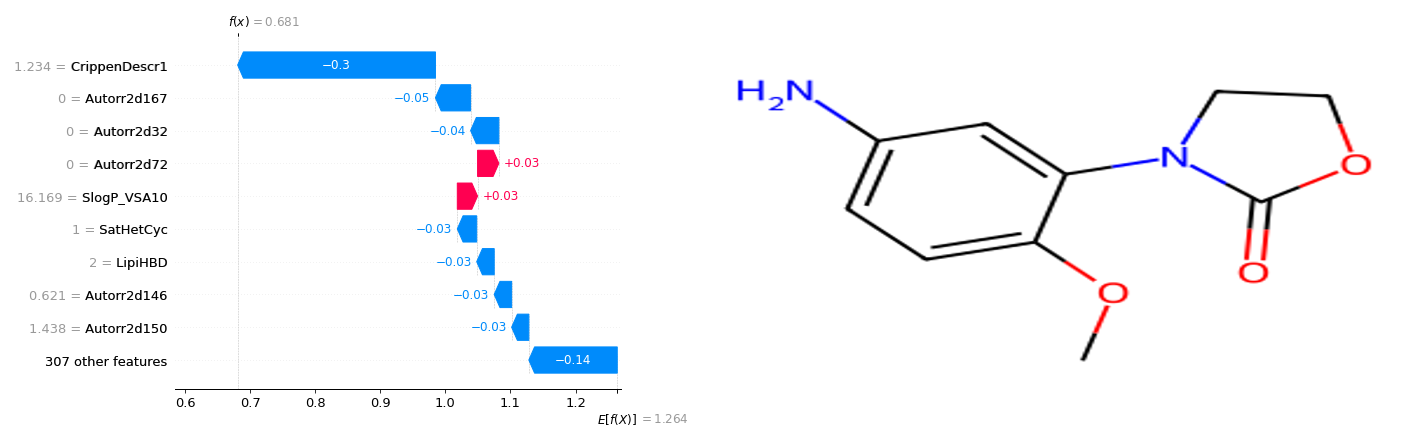 f(x) = 0.681
1.234 = CrippenDescr1
−0.3
0 = Autorr2d167
−0.05
0 = Autorr2d32
−0.04
0 = Autorr2d72
+0.03
16.169 = SlogP_VSA10
+0.03
1 = SatHetCyc
−0.03
2 = LipiHBD
−0.03
0.621 = Autorr2d146
−0.03
1.438 = Autorr2d150
−0.03
307 other features
−0.14
0.6 0.7 0.8 0.9 1.0 1.1 1.2
E[f(X)] = 1.264
H2N
N
O
O
O